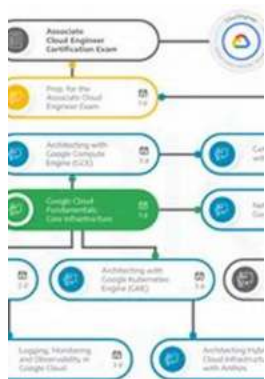 Associate
Cloud Engineer
Certification Exam
Prep. for the
Associate Cloud
Engineer Exam
Architecting with
Google Compute
Engine (GCE)
Google Cloud
Fundamentals:
Core Infrastructure
Architecting with
Google Kubernetes
Engine (GKE)
Logging, Monitoring
and Observability in
Google Cloud
Architecting Hybrid
Cloud Infrastructu
with Anthos